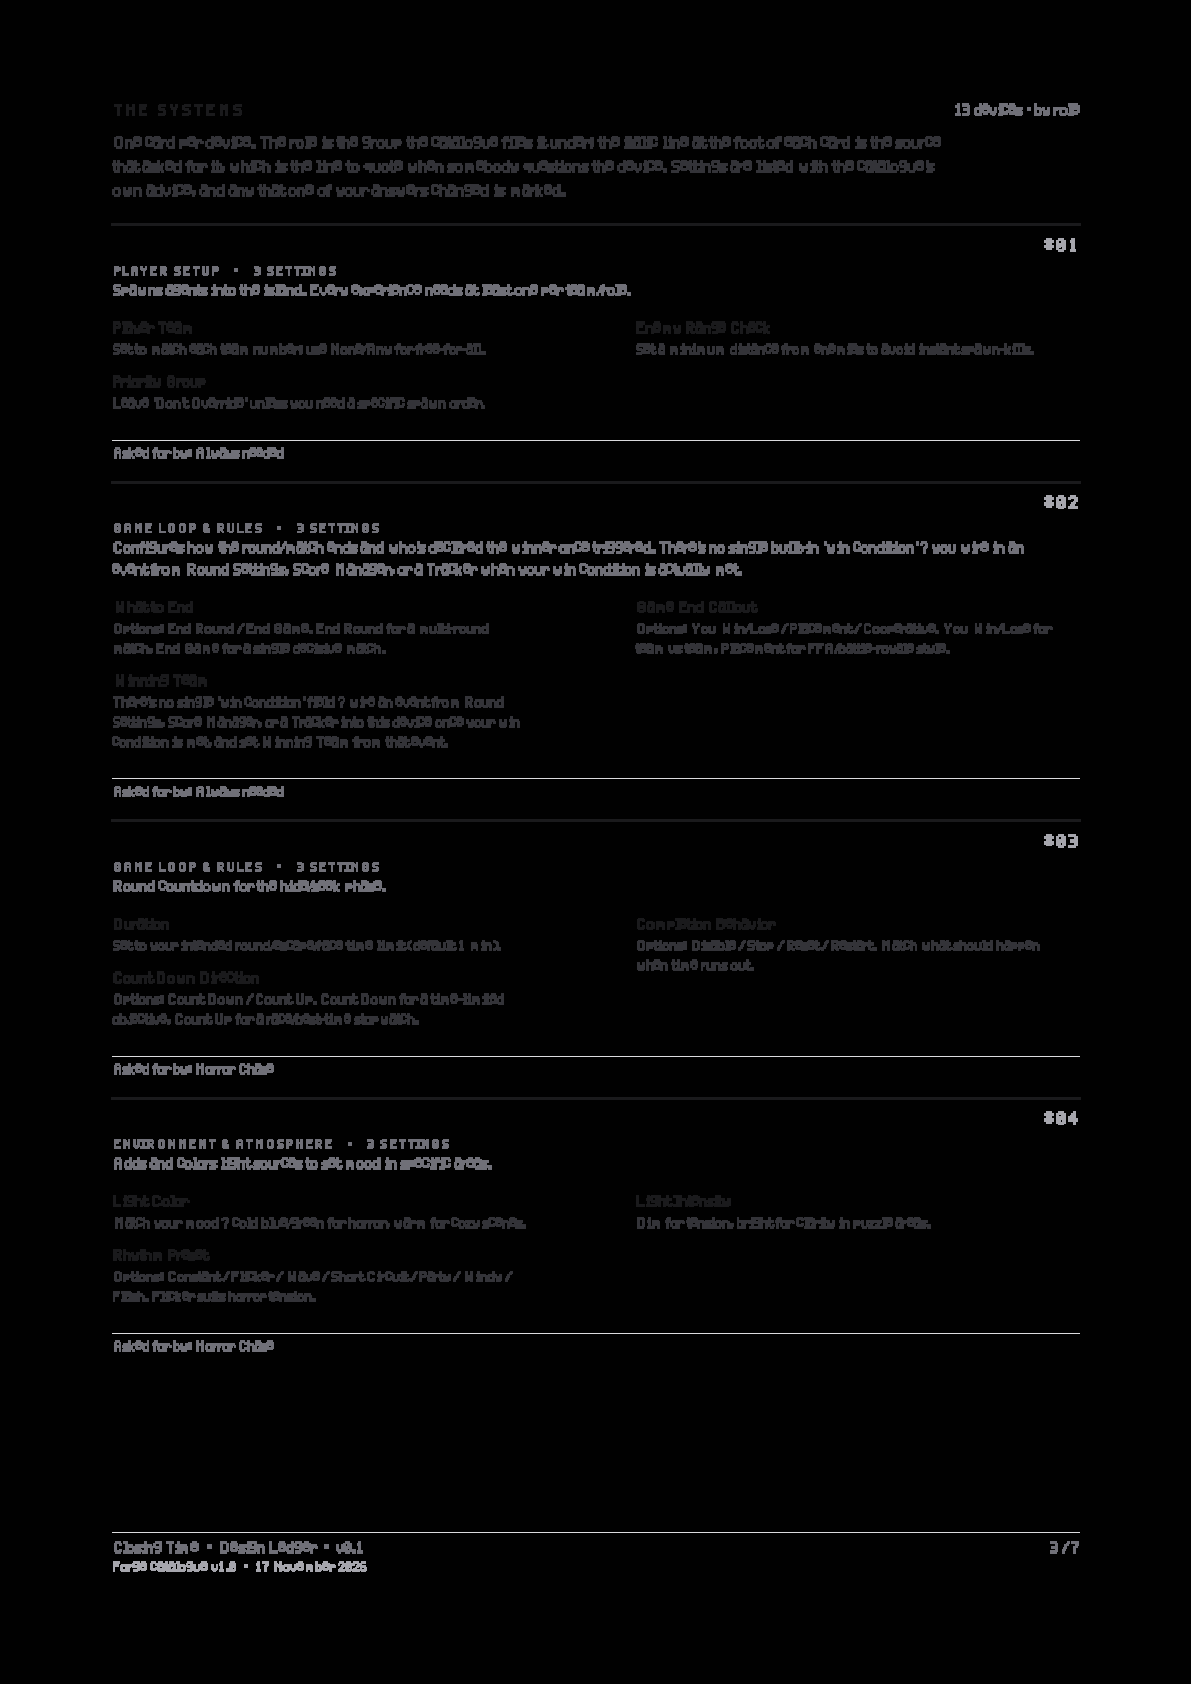 THE SYSTEMS
13 devices · by role
One card per device. The role is the group the catalogue files it under; the italic line at the foot of each card is the source
that asked for it, which is the line to quote when somebody questions the device. Settings are listed with the catalogue's
own advice, and any that one of your answers changed is marked.
#01
PLAYER SETUP · 3 SETTINGS
Spawns agents into the island. Every experience needs at least one per team/role.
Player Team
Set to match each team number; use None/Any for free-for-all.
Enemy Range Check
Set a minimum distance from enemies to avoid instant spawn-kills.
Priority Group
Leave 'Don't Override' unless you need a specific spawn order.
Asked for by: Always needed
#02
GAME LOOP & RULES · 3 SETTINGS
Configures how the round/match ends and who is declared the winner once triggered. There's no single built-in 'win condition'? you wire in an
event from Round Settings, Score Manager, or a Tracker when your win condition is actually met.
What to End
Options: End Round / End Game. End Round for a multi-round
match, End Game for a single decisive match.
Game End Callout
Options: You Win/Lose / Placement / Cooperative. You Win/Lose for
team vs team, Placement for FFA/battle-royale style.
Winning Team
There's no single 'win condition' field ? wire an event from Round
Settings, Score Manager, or a Tracker into this device once your win
condition is met, and set Winning Team from that event.
Asked for by: Always needed
#03
GAME LOOP & RULES · 3 SETTINGS
Round countdown for the hide/seek phase.
Duration
Set to your intended round/escape/race time limit (default 1 min).
Completion Behavior
Options: Disable / Stop / Reset / Restart. Match what should happen
when time runs out.
Count Down Direction
Options: Count Down / Count Up. Count Down for a time-limited
objective, Count Up for a race/best-time stopwatch.
Asked for by: Horror Chase
#04
ENVIRONMENT & ATMOSPHERE · 3 SETTINGS
Adds and colors light sources to set mood in specific areas.
Light Color
Match your mood ? cold blue/green for horror, warm for cozy scenes.
Light Intensity
Dim for tension, bright for clarity in puzzle areas.
Rhythm Preset
Options: Constant / Flicker / Wave / Short Circuit / Party / Windy /
Flash. Flicker suits horror tension.
Asked for by: Horror Chase
Closing Time · Design Ledger · v0.1
3 / 7
Forge Catalogue v1.0 · 17 November 2025